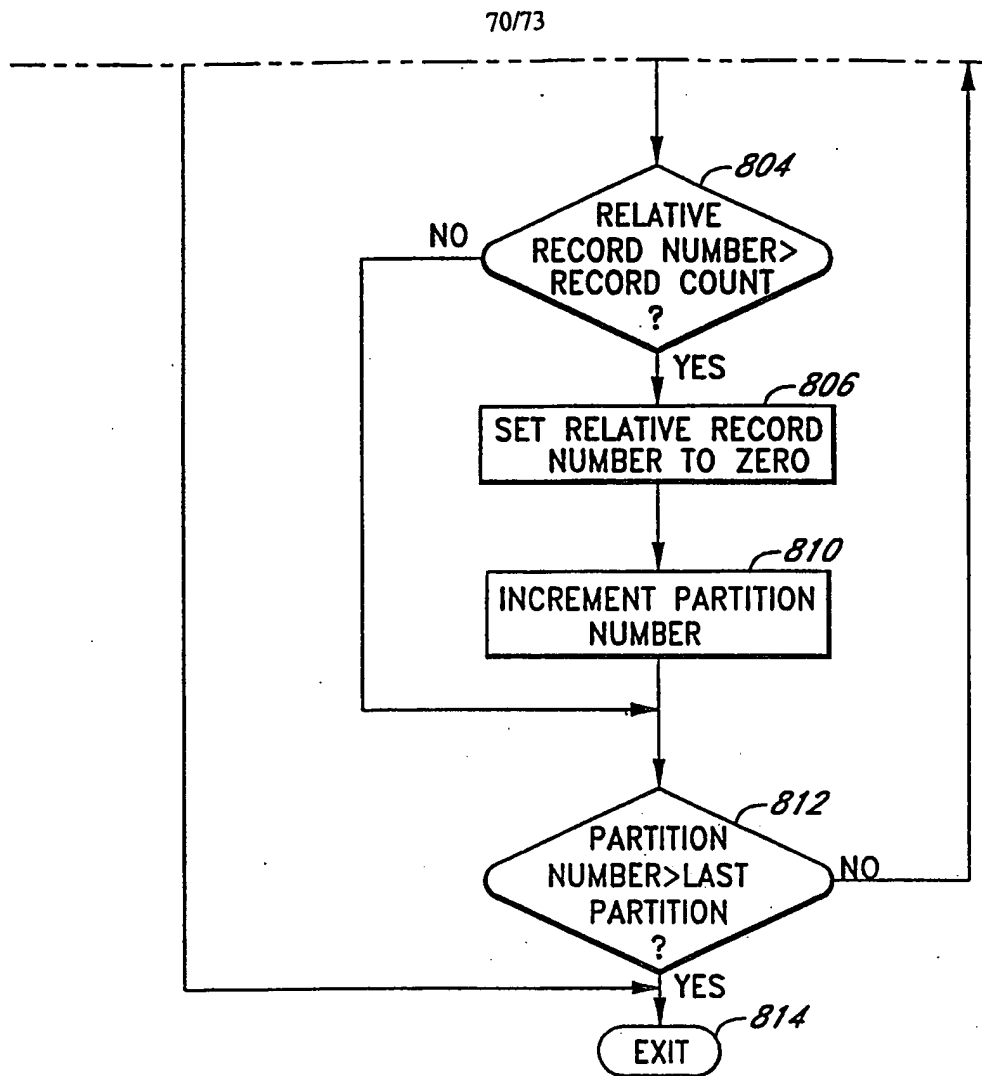 70/73
804
RELATIVE
RECORD NUMBER>
RECORD COUNT
?
NO
YES
806
SET RELATIVE RECORD
NUMBER TO ZERO
810
INCREMENT PARTITION
NUMBER
812
PARTITION
NUMBER>LAST
PARTITION
?
NO
YES
814
EXIT